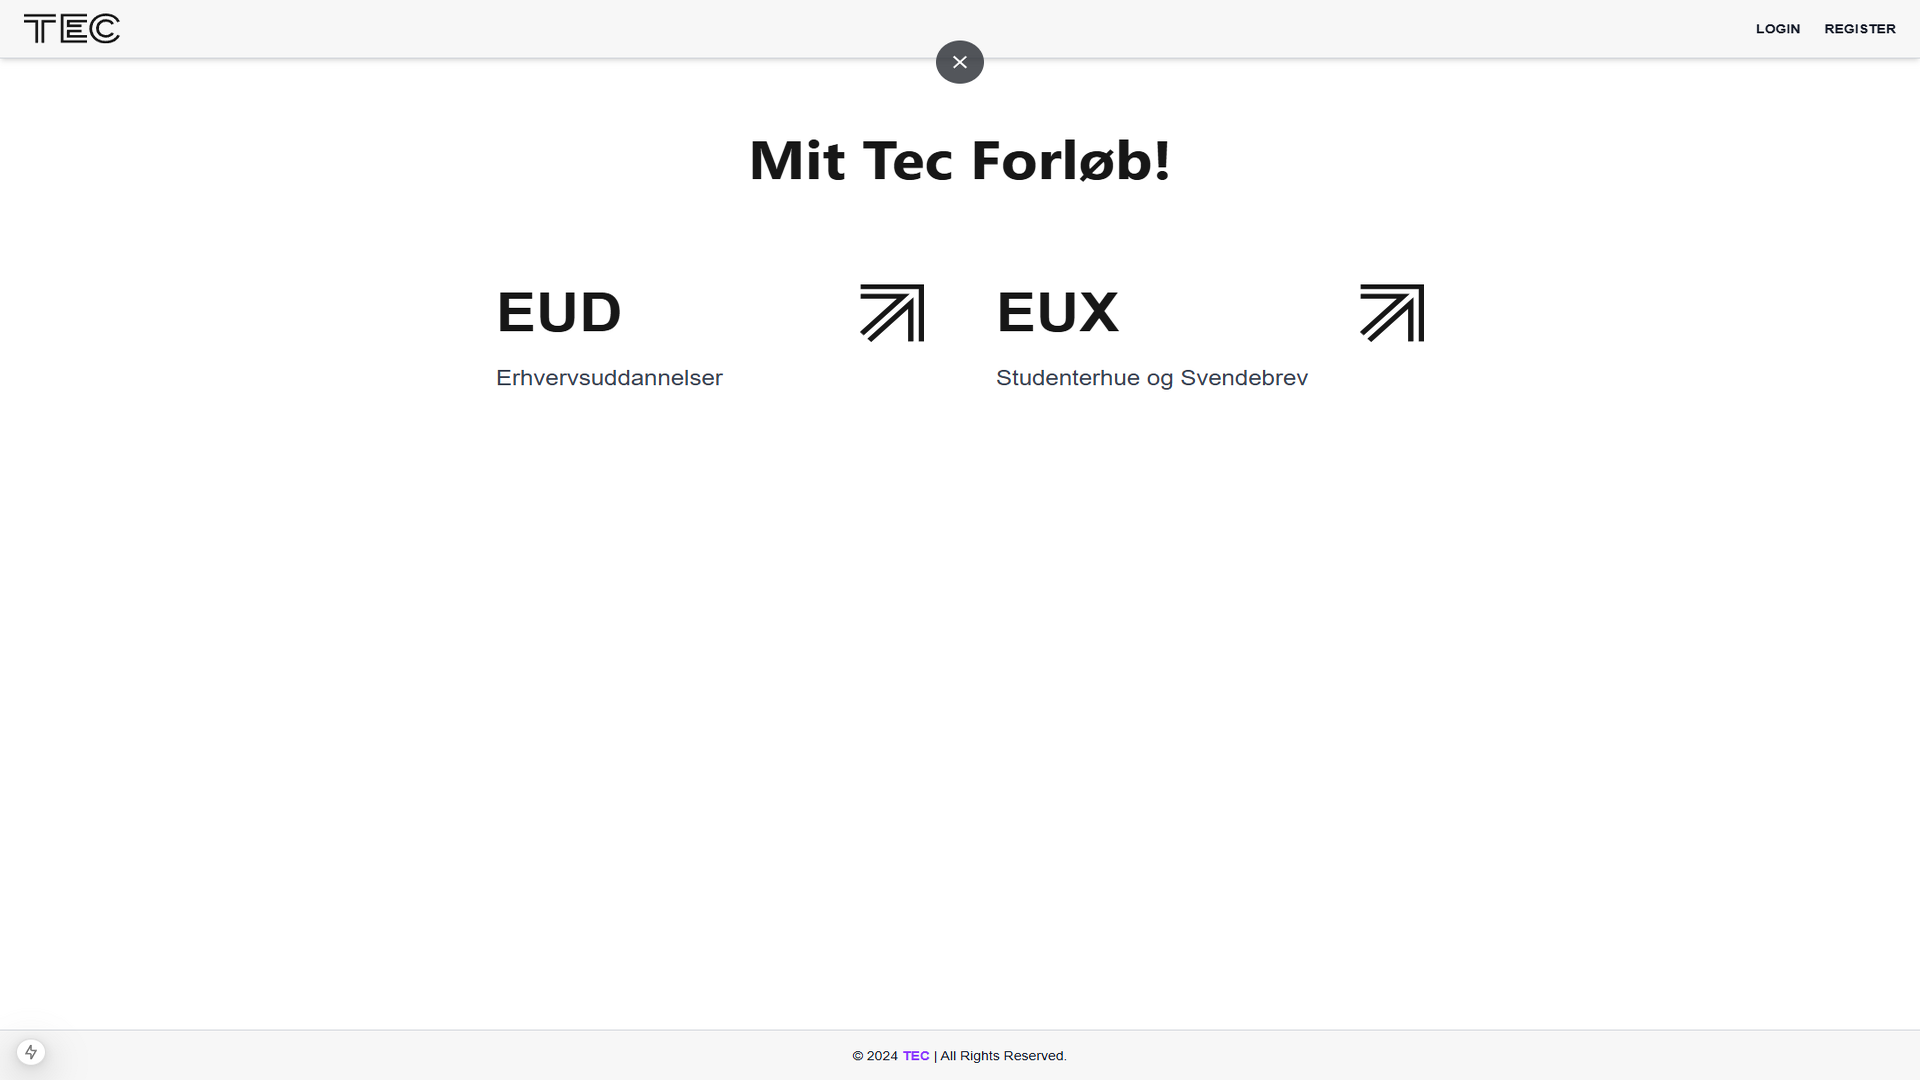 TEC
LOGIN REGISTER
Mit Tec Forløb!
EUD
Erhvervsuddannelser
EUX
Studenterhue og Svendebrev
© 2024 TEC | All Rights Reserved.